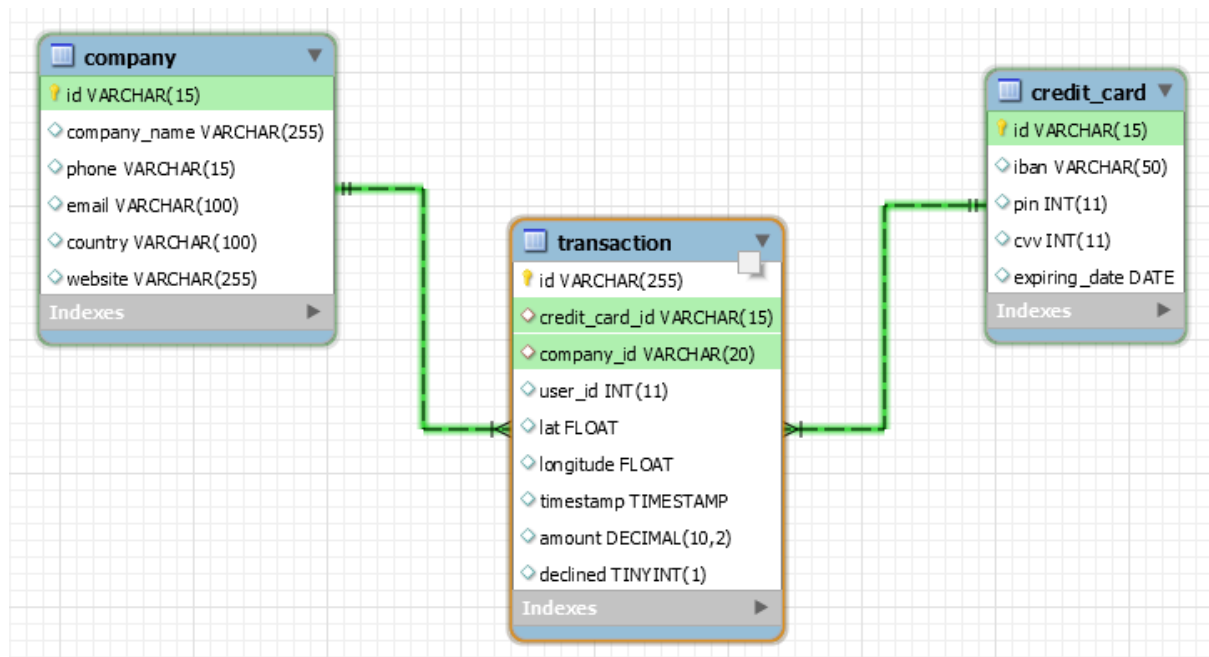 company
id VARCHAR(15)
company_name VARCHAR(255)
phone VARCHAR(15)
email VARCHAR(100)
country VARCHAR(100)
website VARCHAR(255)
Indexes
transaction
id VARCHAR(255)
credit_card_id VARCHAR(15)
company_id VARCHAR(20)
user_id INT(11)
lat FLOAT
longitude FLOAT
timestamp TIMESTAMP
amount DECIMAL(10,2)
declined TINYINT(1)
Indexes
credit_card
id VARCHAR(15)
iban VARCHAR(50)
pin INT(11)
cvv INT(11)
expiring_date DATE
Indexes